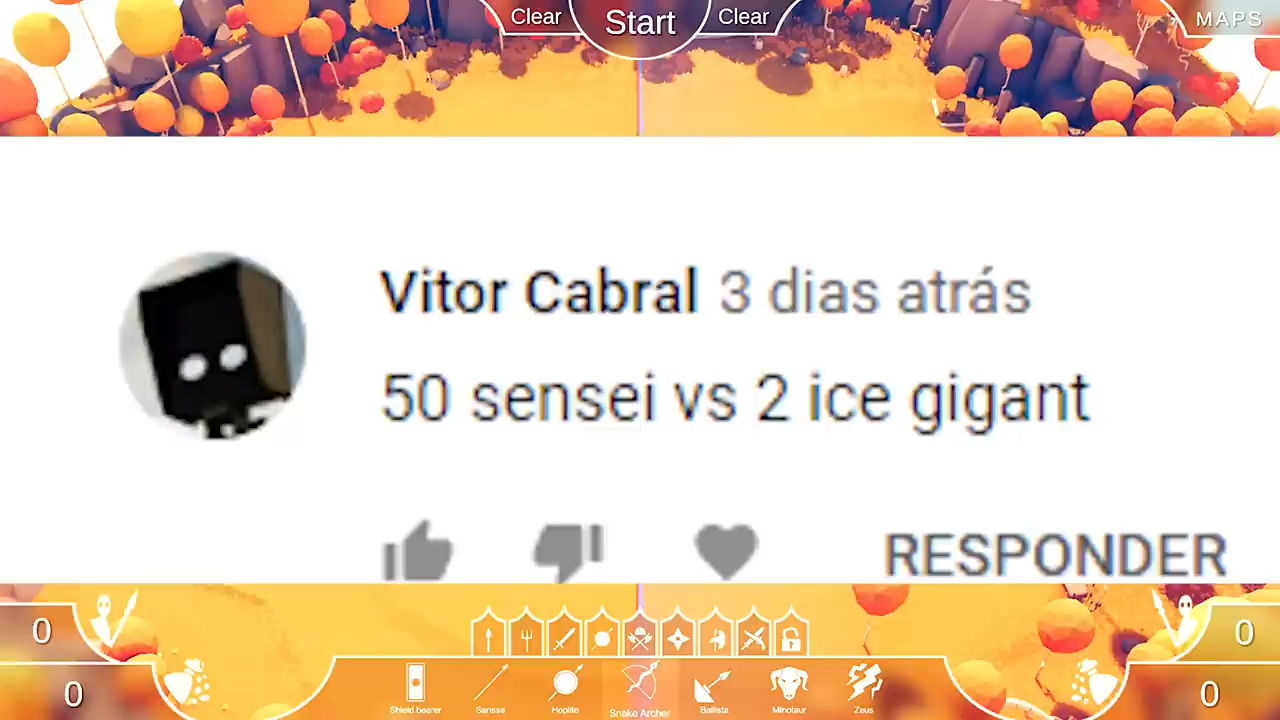 Clear Start Clear MAPS
Vitor Cabral 3 dias atrás
50 sensei vs 2 ice gigant
RESPONDER
0 0
0 0
Shield bearer Sarissa Hoplite Snake Archer Ballista Minotaur Zeus